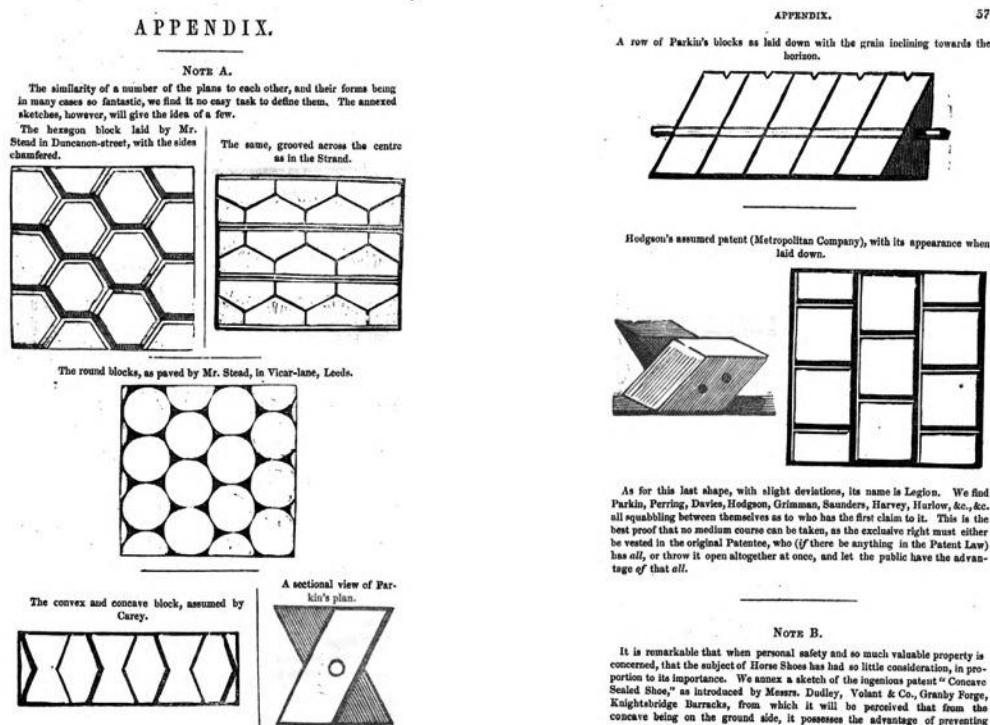 APPENDIX.
NOTE A.
The similarity of a number of the plans to each other, and their forms being
in many cases so fantastic, we find it no easy task to define them. The annexed
sketches, however, will give the idea of a few.
The hexagon block laid by Mr.
Stead in Duncanon-street, with the sides
chamfered.
The same, grooved across the centre
as in the Strand.
The round blocks, as paved by Mr. Stead, in Vicar-lane, Leeds.
The convex and concave block, assumed by
Carey.
A sectional view of Par-
kin's plan.
APPENDIX. 57
A row of Parkin's blocks as laid down with the grain inclining towards the
horizon.
Hodgson's assumed patent (Metropolitan Company), with its appearance when
laid down.
As for this last shape, with slight deviations, its name is Legion. We find
Parkin, Perring, Davies, Hodgson, Grimman, Saunders, Harvey, Hurlow, &c., &c.
all squabbling between themselves as to who has the first claim to it. This is the
best proof that no medium course can be taken, as the exclusive right must either
be vested in the original Patentee, who (if there be anything in the Patent Law)
has all, or throw it open altogether at once, and let the public have the advan-
tage of that all.
NOTE B.
It is remarkable that when personal safety and so much valuable property is
concerned, that the subject of Horse Shoes has had so little consideration, in pro-
portion to its importance. We annex a sketch of the ingenious patent "Concave
Sealed Shoe," as introduced by Messrs. Dudley, Volant & Co., Granby Forge,
Knightsbridge Barracks, from which it will be perceived that from the
concave being on the ground side, it possesses the advantage of preventing